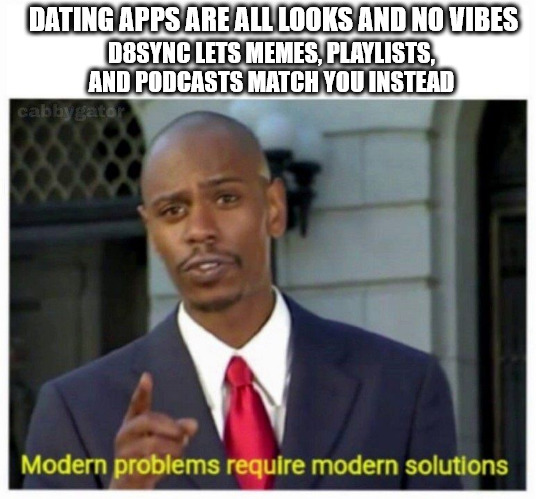 DATING APPS ARE ALL LOOKS AND NO VIBES
D8SYNC LETS MEMES, PLAYLISTS,
AND PODCASTS MATCH YOU INSTEAD
cabbygator
Modern problems require modern solutions